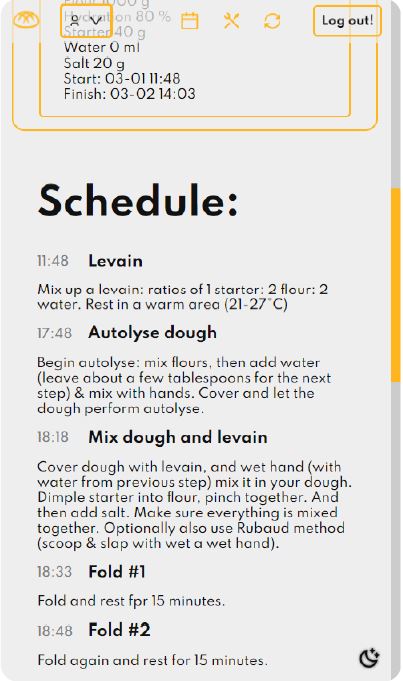 Flour 1000 g
Hydration 80 %
Log out!
Starter 40 g
Water 0 ml
Salt 20 g
Start: 03-01 11:48
Finish: 03-02 14:03
Schedule:
11:48 Levain
Mix up a levain: ratios of 1 starter: 2 flour: 2
water. Rest in a warm area (21-27°C)
17:48 Autolyse dough
Begin autolyse: mix flours, then add water
(leave about a few tablespoons for the next
step) & mix with hands. Cover and let the
dough perform autolyse.
18:18 Mix dough and levain
Cover dough with levain, and wet hand (with
water from previous step) mix it in your dough.
Dimple starter into flour, pinch together. And
then add salt. Make sure everything is mixed
together. Optionally also use Rubaud method
(scoop & slap with wet a wet hand).
18:33 Fold #1
Fold and rest fpr 15 minutes.
18:48 Fold #2
Fold again and rest for 15 minutes.